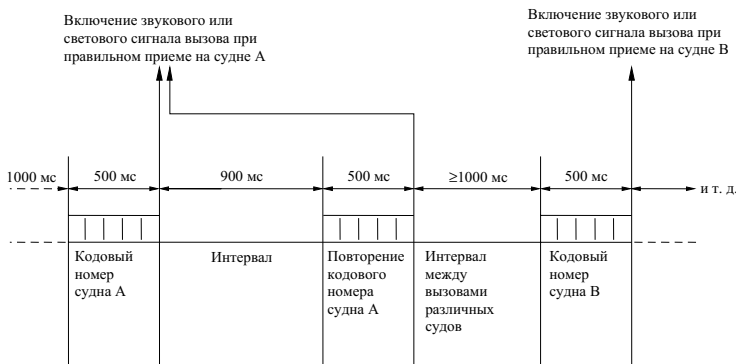 Включение звукового или
светового сигнала вызова при
правильном приеме на судне A
Включение звукового или
светового сигнала вызова при
правильном приеме на судне B
1000 мс
500 мс
900 мс
500 мс
≥1000 мс
500 мс
и т. д.
Кодовый
номер
судна A
Интервал
Повторение
кодового
номера
судна A
Интервал
между
вызовами
различных
судов
Кодовый
номер
судна B